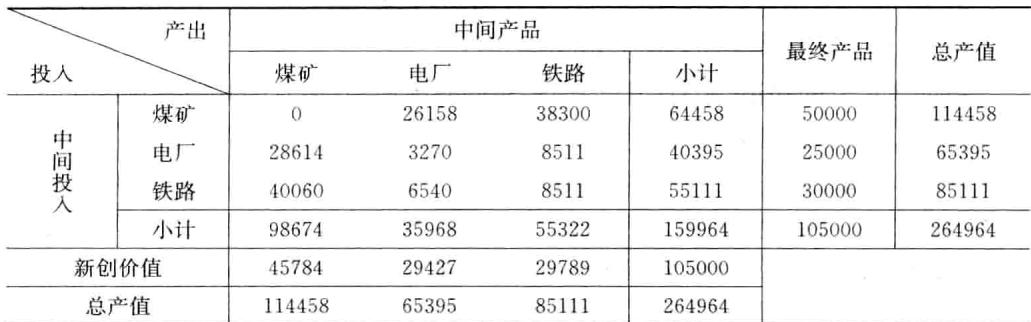 产出 中间产品 最终产品 总产值
投入 煤矿 电厂 铁路 小计
中间投入 煤矿 0 26158 38300 64458 50000 114458
电厂 28614 3270 8511 40395 25000 65395
铁路 40060 6540 8511 55111 30000 85111
小计 98674 35968 55322 159964 105000 264964
新创价值 45784 29427 29789 105000
总产值 114458 65395 85111 264964